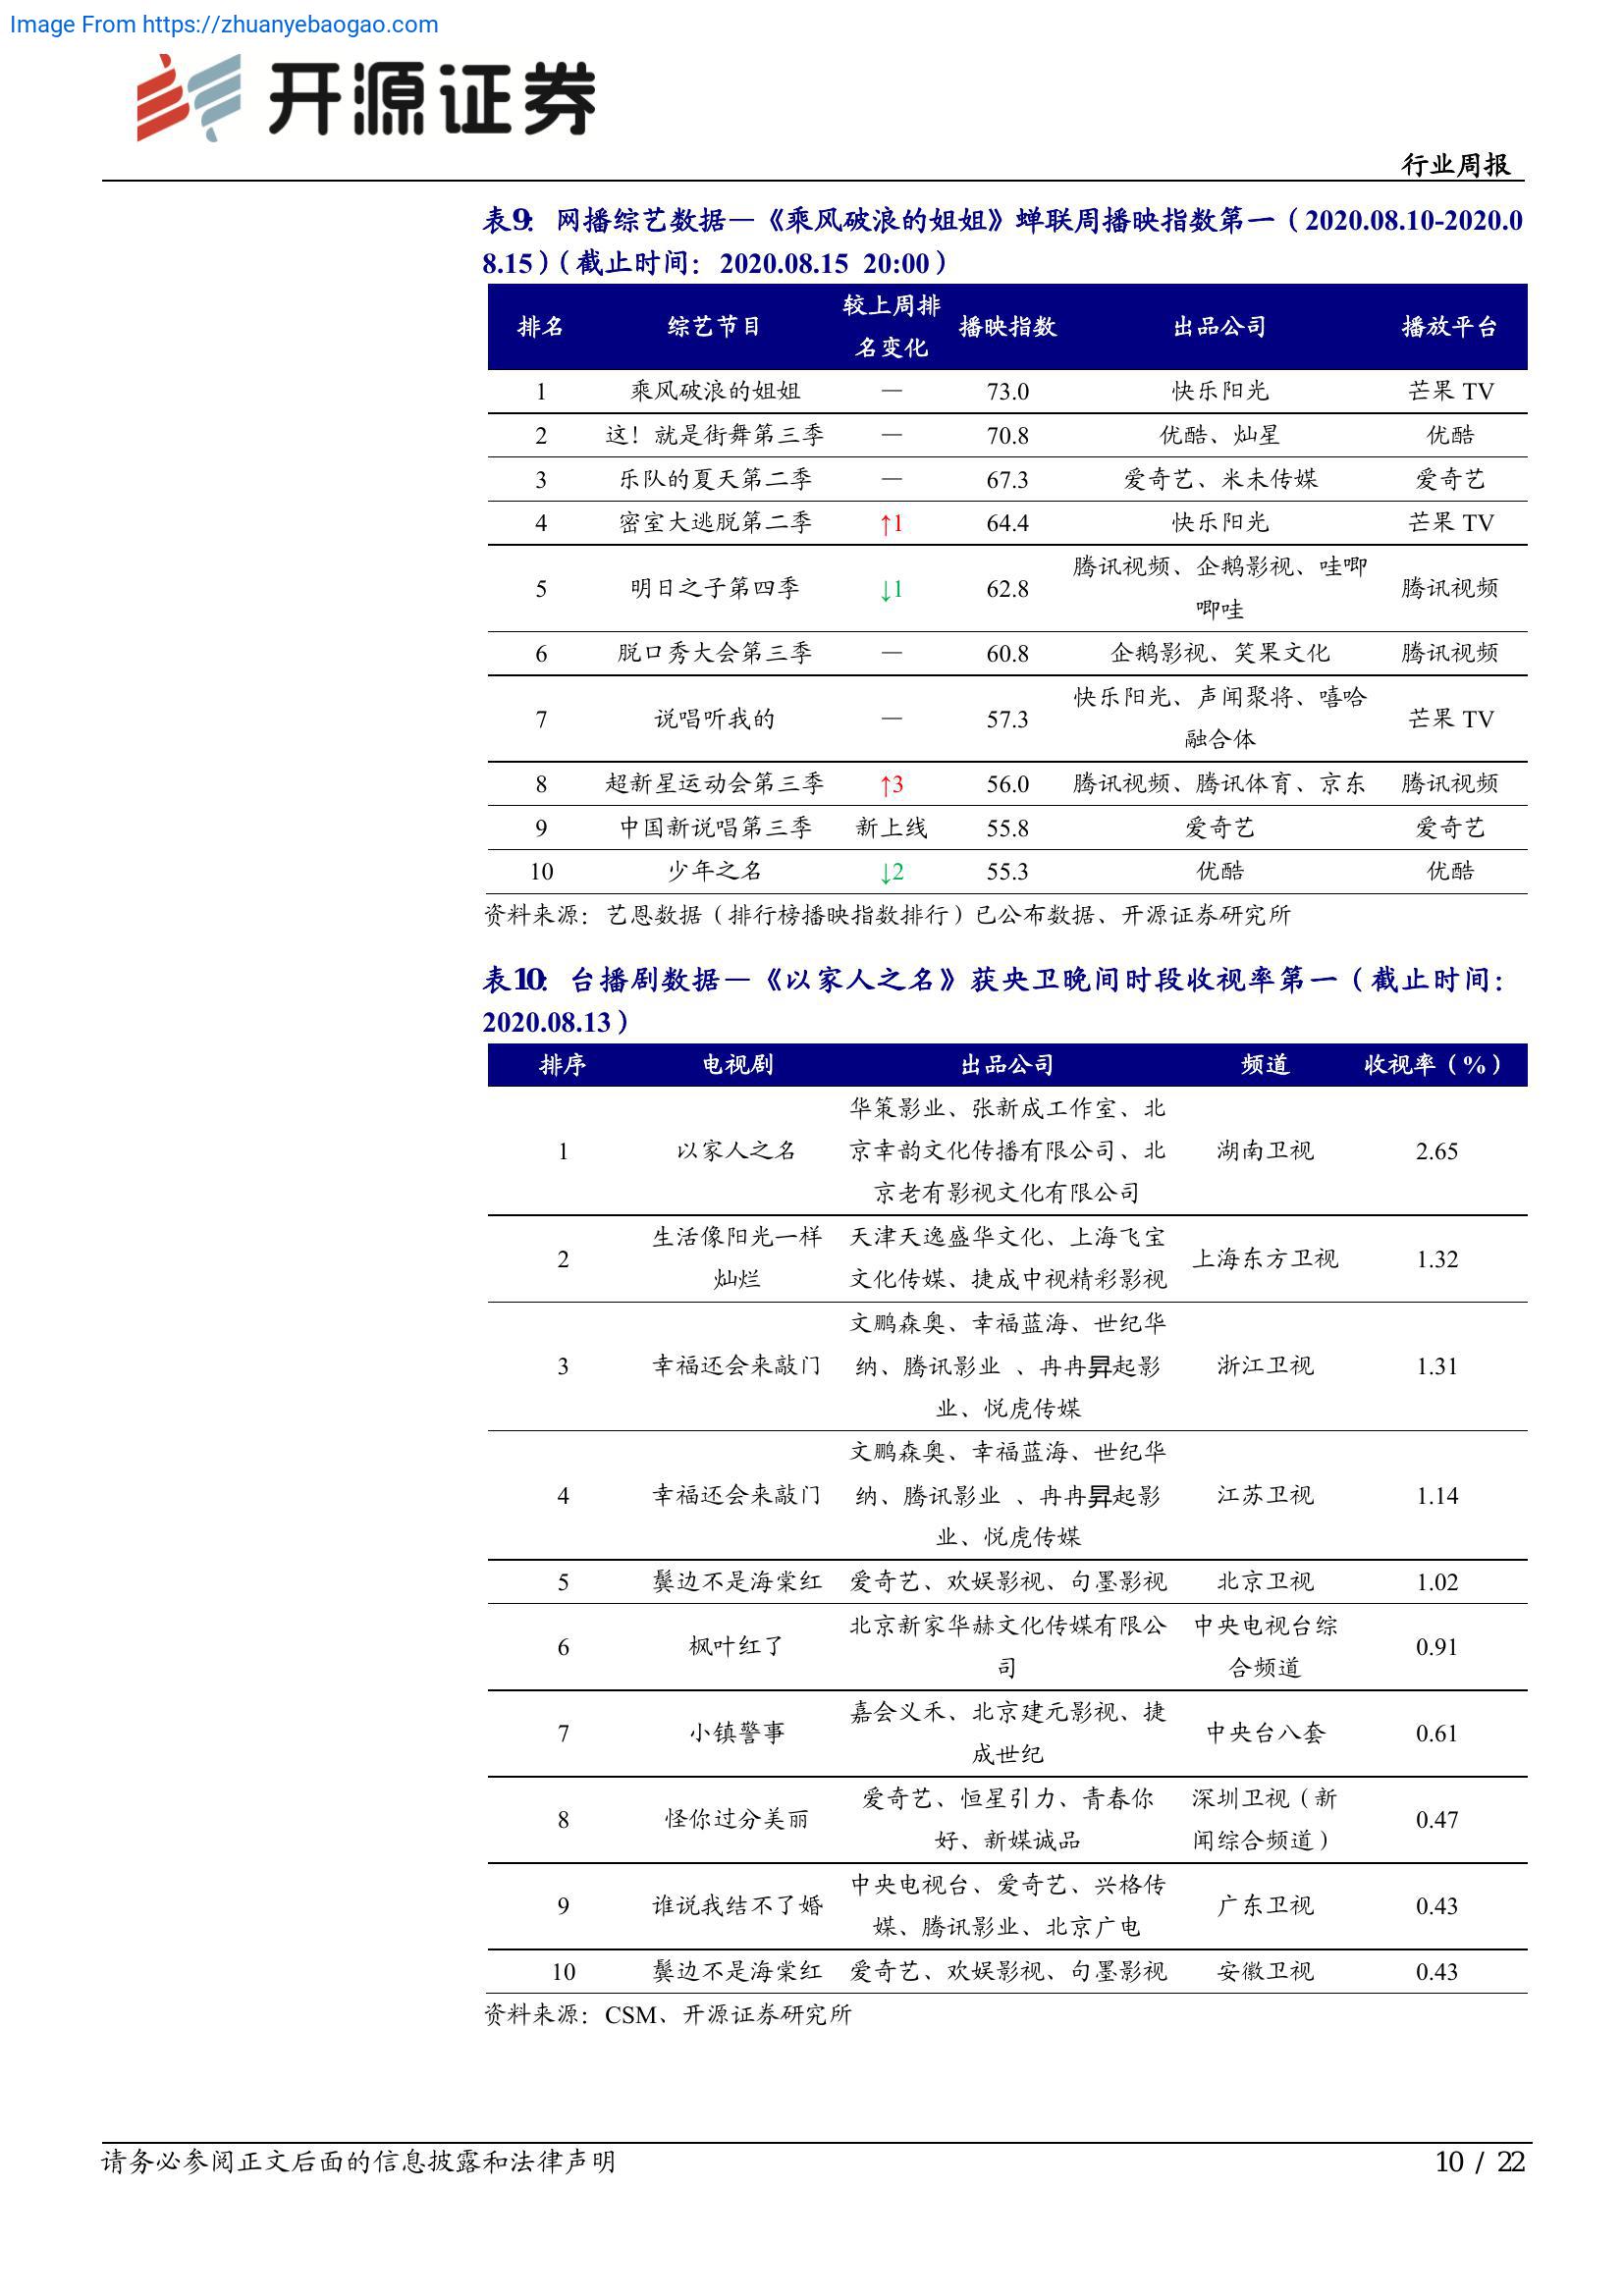 Image From https://zhuanyebaogao.com
开源证券
行业周报
表9： 网播综艺数据—《乘风破浪的姐姐》蝉联周播映指数第一（2020.08.10-2020.0
8.15）（截止时间：2020.08.15 20:00）
排名 综艺节目 较上周排名变化 播映指数 出品公司 播放平台
1 乘风破浪的姐姐 — 73.0 快乐阳光 芒果 TV
2 这！就是街舞第三季 — 70.8 优酷、灿星 优酷
3 乐队的夏天第二季 — 67.3 爱奇艺、米未传媒 爱奇艺
4 密室大逃脱第二季 ↑1 64.4 快乐阳光 芒果 TV
5 明日之子第四季 ↓1 62.8 腾讯视频、企鹅影视、哇唧唧哇 腾讯视频
6 脱口秀大会第三季 — 60.8 企鹅影视、笑果文化 腾讯视频
7 说唱听我的 — 57.3 快乐阳光、声闻聚将、嘻哈融合体 芒果 TV
8 超新星运动会第三季 ↑3 56.0 腾讯视频、腾讯体育、京东 腾讯视频
9 中国新说唱第三季 新上线 55.8 爱奇艺 爱奇艺
10 少年之名 ↓2 55.3 优酷 优酷
资料来源：艺恩数据（排行榜播映指数排行）已公布数据、开源证券研究所
表10： 台播剧数据—《以家人之名》获央卫晚间时段收视率第一（截止时间：
2020.08.13）
排序 电视剧 出品公司 频道 收视率（%）
1 以家人之名 华策影业、张新成工作室、北京幸韵文化传播有限公司、北京老有影视文化有限公司 湖南卫视 2.65
2 生活像阳光一样灿烂 天津天逸盛华文化、上海飞宝文化传媒、捷成中视精彩影视 上海东方卫视 1.32
3 幸福还会来敲门 文鹏森奥、幸福蓝海、世纪华纳、腾讯影业 、冉冉昇起影业、悦虎传媒 浙江卫视 1.31
4 幸福还会来敲门 文鹏森奥、幸福蓝海、世纪华纳、腾讯影业 、冉冉昇起影业、悦虎传媒 江苏卫视 1.14
5 鬓边不是海棠红 爱奇艺、欢娱影视、句墨影视 北京卫视 1.02
6 枫叶红了 北京新家华赫文化传媒有限公司 中央电视台综合频道 0.91
7 小镇警事 嘉会义禾、北京建元影视、捷成世纪 中央台八套 0.61
8 怪你过分美丽 爱奇艺、恒星引力、青春你好、新媒诚品 深圳卫视（新闻综合频道） 0.47
9 谁说我结不了婚 中央电视台、爱奇艺、兴格传媒、腾讯影业、北京广电 广东卫视 0.43
10 鬓边不是海棠红 爱奇艺、欢娱影视、句墨影视 安徽卫视 0.43
资料来源：CSM、开源证券研究所
请务必参阅正文后面的信息披露和法律声明
10 / 22